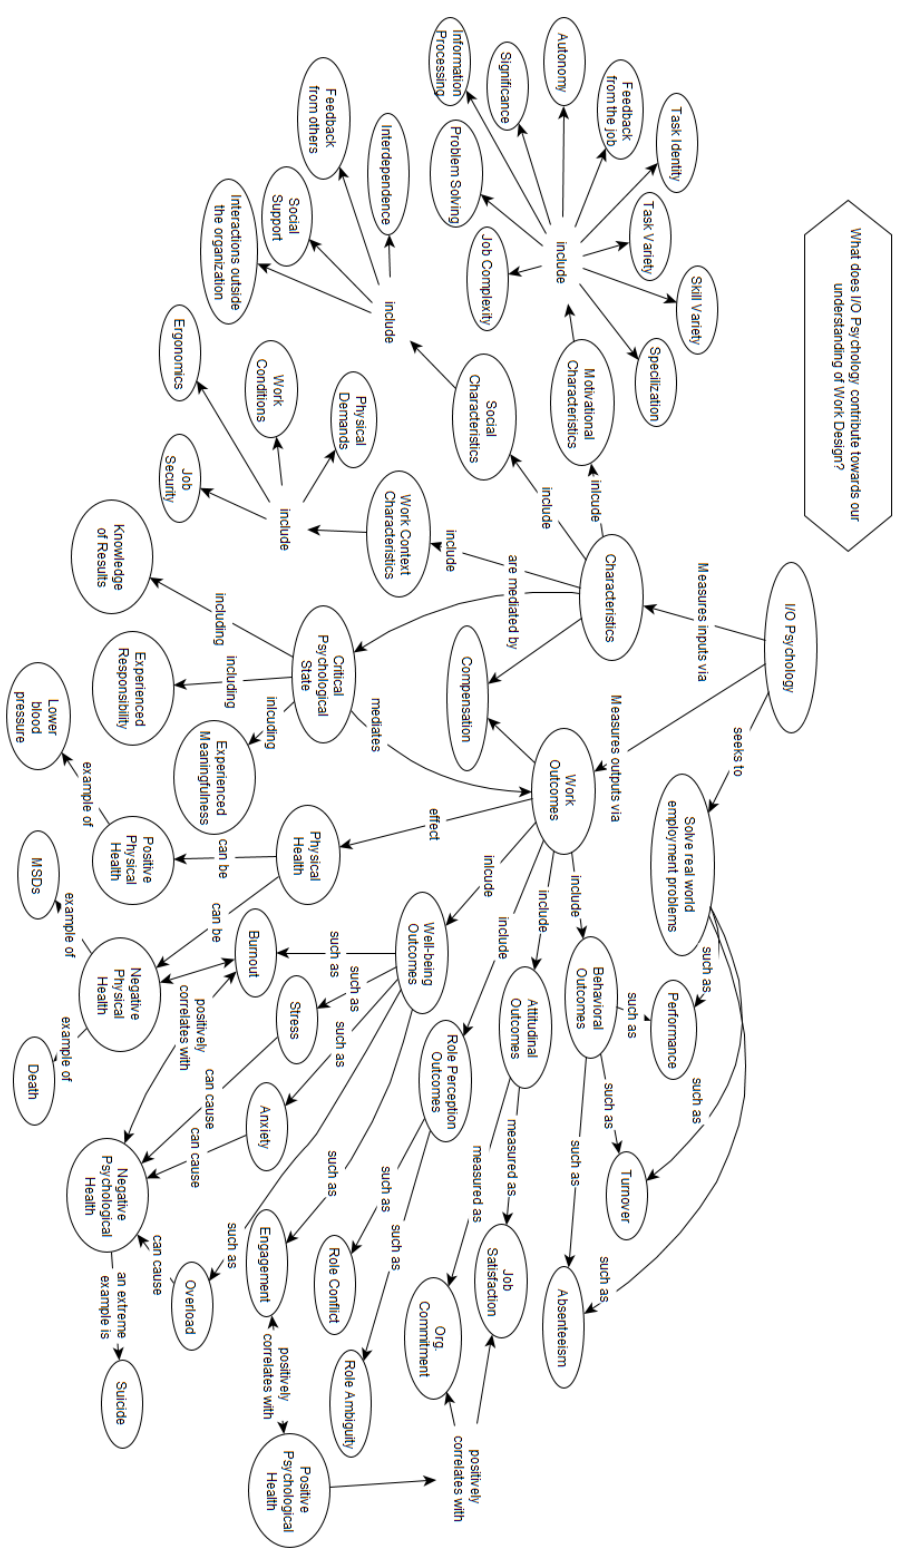 What does I/O Psychology contribute towards our
understanding of Work Design?
I/O Psychology
Measures inputs via
Measures outputs via
seeks to
Solve real world
employment problems
such as
such as
such as
Characteristics
Work
Outcomes
inlcude
include
include
are mediated by
Compensation
Motivational
Characteristics
include
Task Identity
Feedback
from the job
Autonomy
Significance
Information
Processing
Problem Solving
Job Complexity
Task Variety
Skill Variety
Specilization
Social
Characteristics
include
Interdependence
Feedback
from others
Social
Support
Interactions outside
the organization
Work Context
Characteristics
include
Physical
Demands
Work
Conditions
Ergonomics
Job
Security
Critical
Psychological
State
mediates
including
including
inlcuding
Knowledge
of Results
Experienced
Responsibility
Experienced
Meaningfulness
effect
inlcude
include
include
include
Physical
Health
can be
can be
Positive
Physical
Health
example of
Lower
blood
pressure
Negative
Physical
Health
example of
example of
MSDs
Death
Behavioral
Outcomes
such as
such as
such as
Performance
Turnover
Absenteeism
Attitudinal
Outcomes
measured as
measured as
Job
Satisfaction
Org.
Commitment
Role Perception
Outcomes
such as
such as
Role Conflict
Role Ambiguity
Well-being
Outcomes
such as
such as
such as
such as
such as
Burnout
Stress
Anxiety
Engagement
Overload
positively
correlates with
can cause
can cause
can cause
Negative
Psychological
Health
an extreme
example is
Suicide
positively
correlates with
Positive
Psychological
Health
positively
correlates with